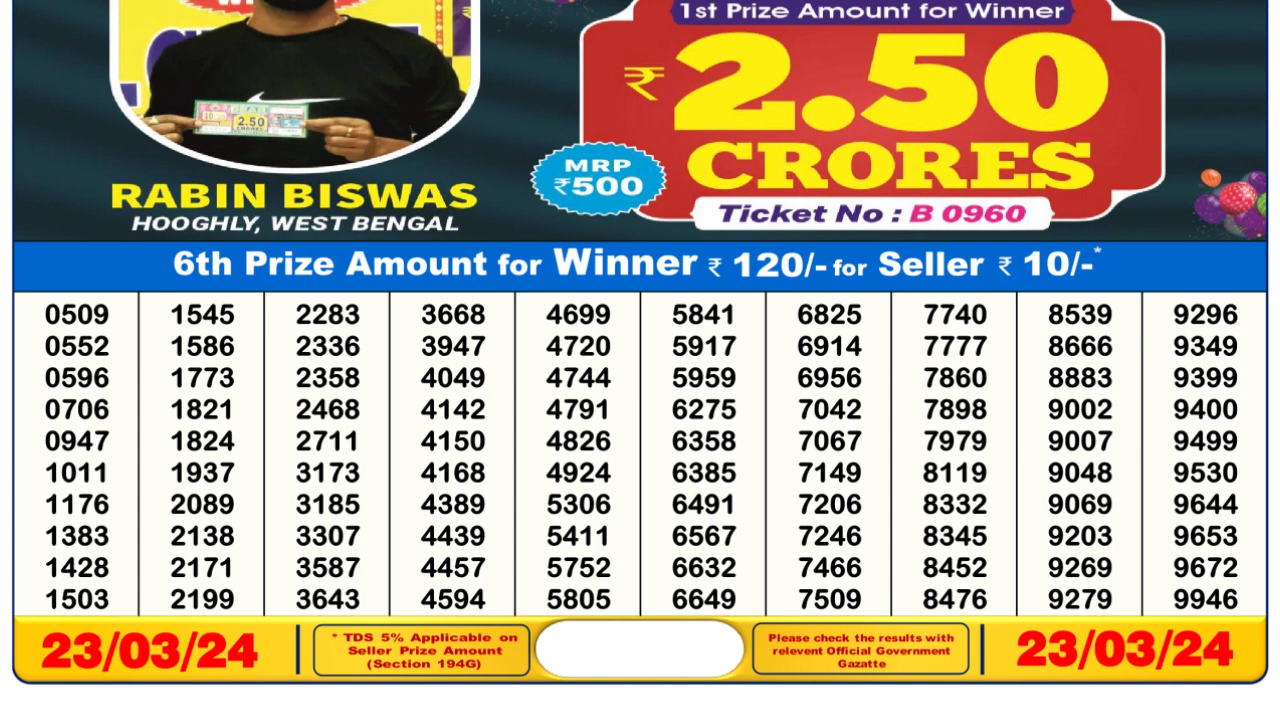 1st Prize Amount for Winner
₹ 2.50
CRORES
MRP
₹500
Ticket No : B 0960
2.50
CRORES
RABIN BISWAS
HOOGHLY, WEST BENGAL
6th Prize Amount for Winner ₹ 120/- for Seller ₹ 10/-*
0509 1545 2283 3668 4699 5841 6825 7740 8539 9296
0552 1586 2336 3947 4720 5917 6914 7777 8666 9349
0596 1773 2358 4049 4744 5959 6956 7860 8883 9399
0706 1821 2468 4142 4791 6275 7042 7898 9002 9400
0947 1824 2711 4150 4826 6358 7067 7979 9007 9499
1011 1937 3173 4168 4924 6385 7149 8119 9048 9530
1176 2089 3185 4389 5306 6491 7206 8332 9069 9644
1383 2138 3307 4439 5411 6567 7246 8345 9203 9653
1428 2171 3587 4457 5752 6632 7466 8452 9269 9672
1503 2199 3643 4594 5805 6649 7509 8476 9279 9946
23/03/24
* TDS 5% Applicable on
Seller Prize Amount
(Section 194G)
Please check the results with
relevent Official Government
Gazatte
23/03/24